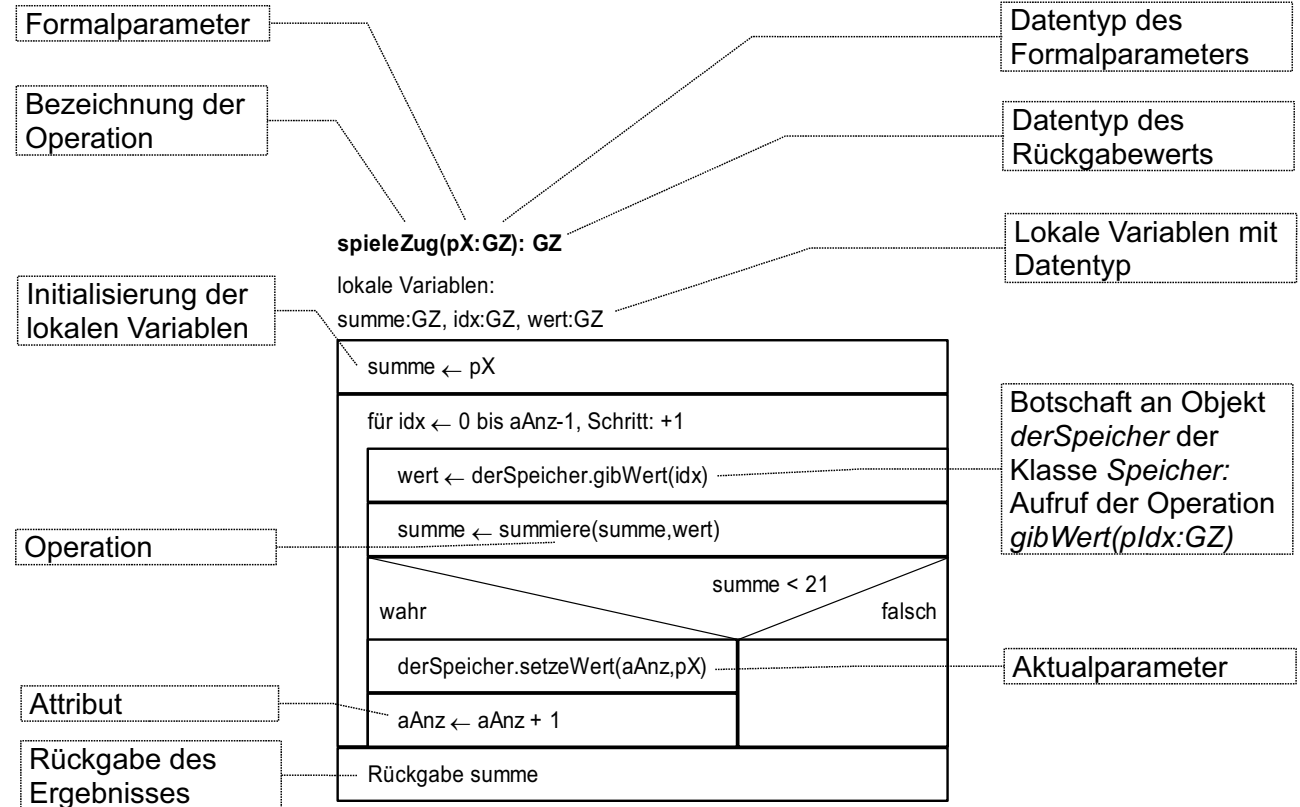 Formalparameter
Bezeichnung der
Operation
Datentyp des
Formalparameters
Datentyp des
Rückgabewerts
Lokale Variablen mit
Datentyp
Initialisierung der
lokalen Variablen
spieleZug(pX:GZ): GZ
lokale Variablen:
summe:GZ, idx:GZ, wert:GZ
summe ← pX
für idx ← 0 bis aAnz-1, Schritt: +1
wert ← derSpeicher.gibWert(idx)
summe ← summiere(summe,wert)
summe < 21
wahr
falsch
derSpeicher.setzeWert(aAnz,pX)
aAnz ← aAnz + 1
Rückgabe summe
Botschaft an Objekt
derSpeicher der
Klasse Speicher:
Aufruf der Operation
gibWert(pIdx:GZ)
Operation
Aktualparameter
Attribut
Rückgabe des
Ergebnisses